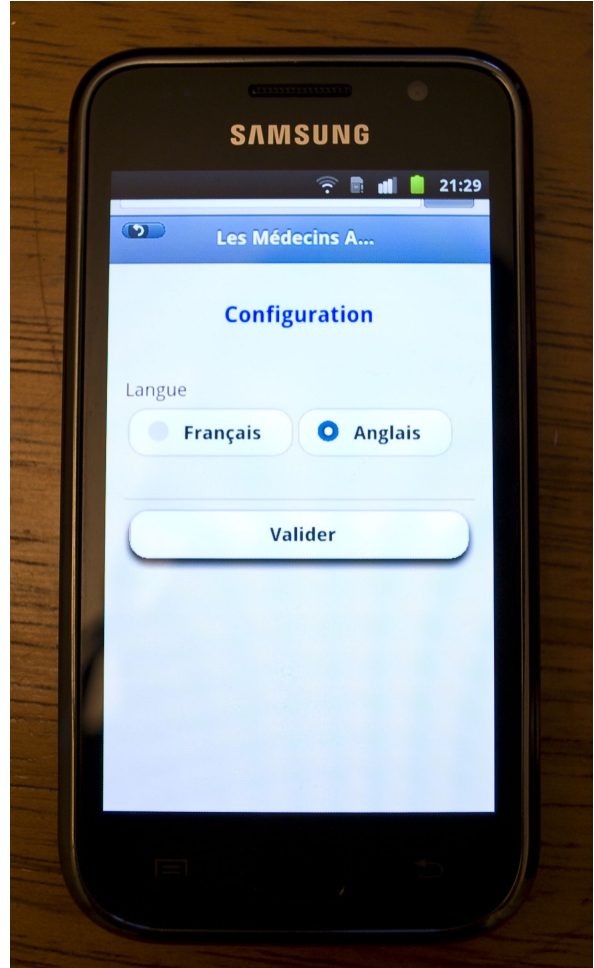 SAMSUNG
21:29
Les Médecins A...
Configuration
Langue
Français Anglais
Valider